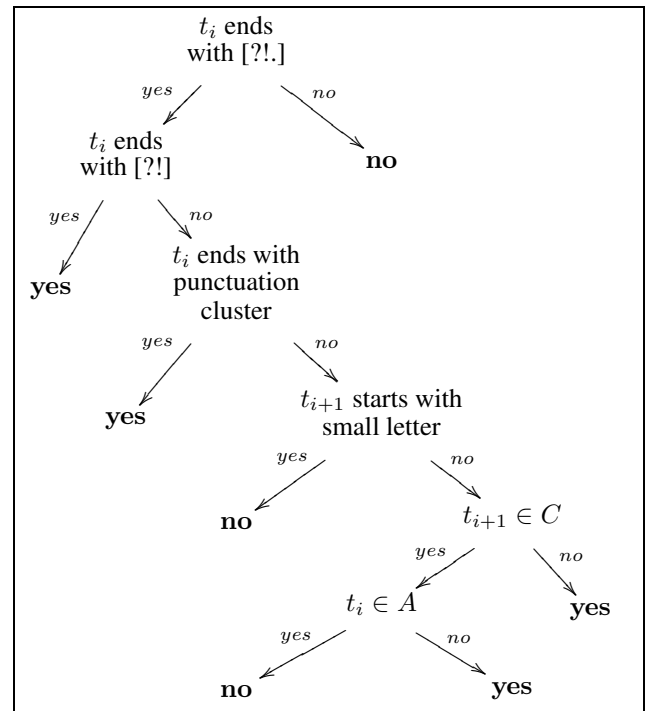 t_i ends
with [?!.]
yes
no
t_i ends
with [?!]
no
yes
no
yes
t_i ends with
punctuation
cluster
yes
no
yes
t_{i+1} starts with
small letter
yes
no
no
t_{i+1} ∈ C
yes
no
t_i ∈ A
yes
yes
no
no
yes